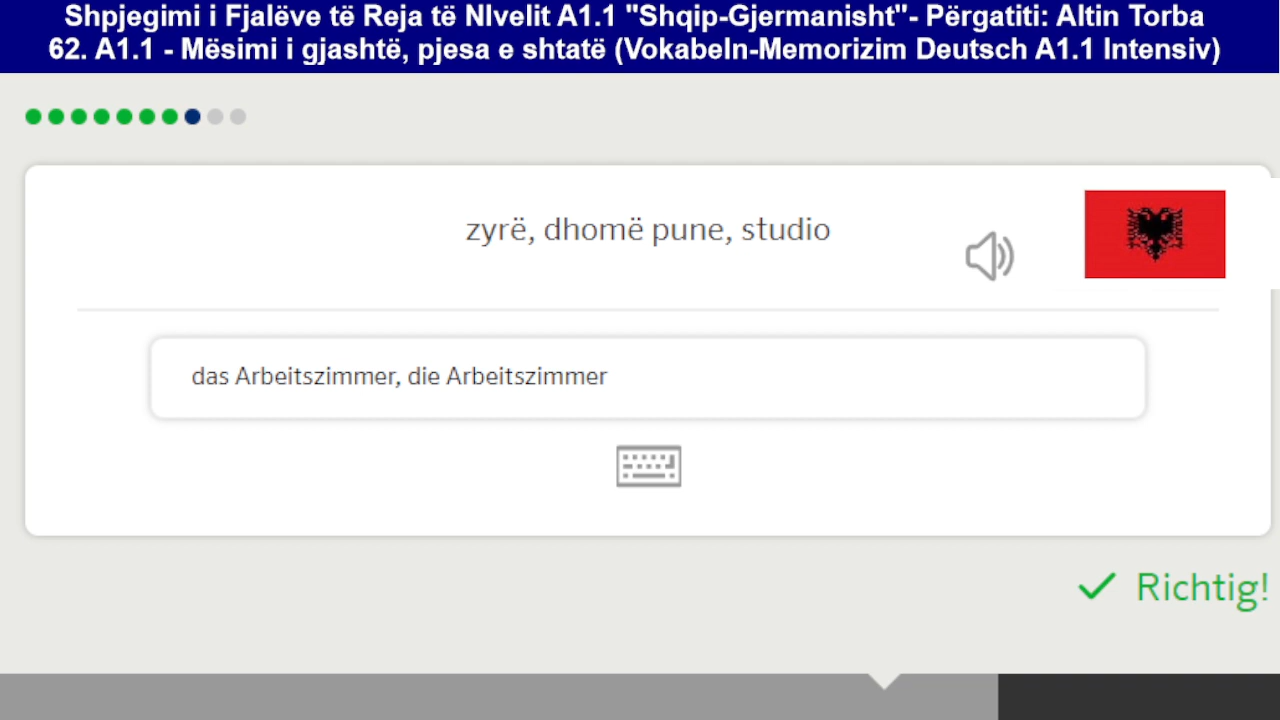 Shpjegimi i Fjalëve të Reja të NIvelit A1.1 "Shqip-Gjermanisht"- Përgatiti: Altin Torba
62. A1.1 - Mësimi i gjashtë, pjesa e shtatë (Vokabeln-Memorizim Deutsch A1.1 Intensiv)
zyrë, dhomë pune, studio
das Arbeitszimmer, die Arbeitszimmer
Richtig!